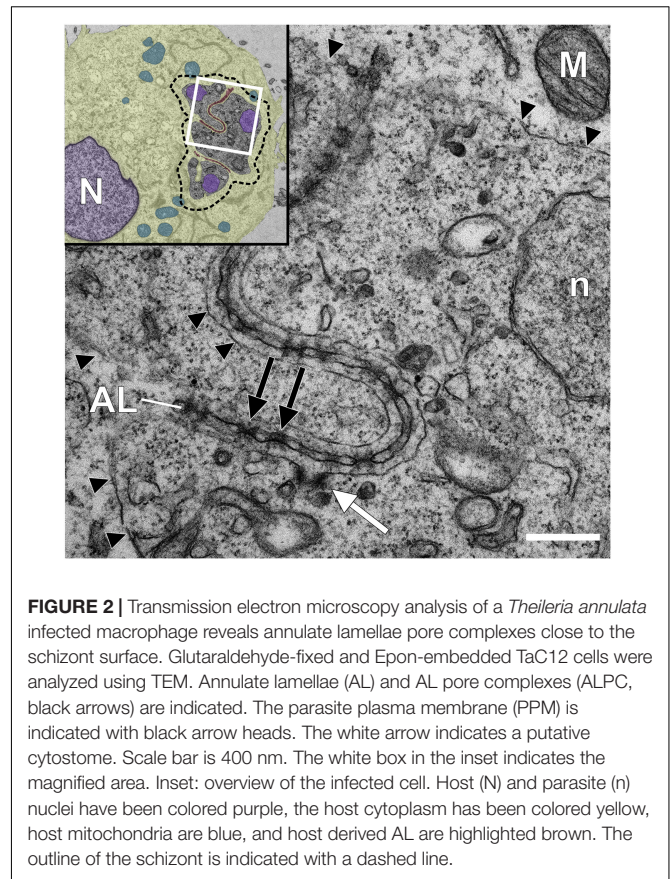 N
M
n
AL
FIGURE 2 | Transmission electron microscopy analysis of a Theileria annulata
infected macrophage reveals annulate lamellae pore complexes close to the
schizont surface. Glutaraldehyde-fixed and Epon-embedded TaC12 cells were
analyzed using TEM. Annulate lamellae (AL) and AL pore complexes (ALPC,
black arrows) are indicated. The parasite plasma membrane (PPM) is
indicated with black arrow heads. The white arrow indicates a putative
cytostome. Scale bar is 400 nm. The white box in the inset indicates the
magnified area. Inset: overview of the infected cell. Host (N) and parasite (n)
nuclei have been colored purple, the host cytoplasm has been colored yellow,
host mitochondria are blue, and host derived AL are highlighted brown. The
outline of the schizont is indicated with a dashed line.